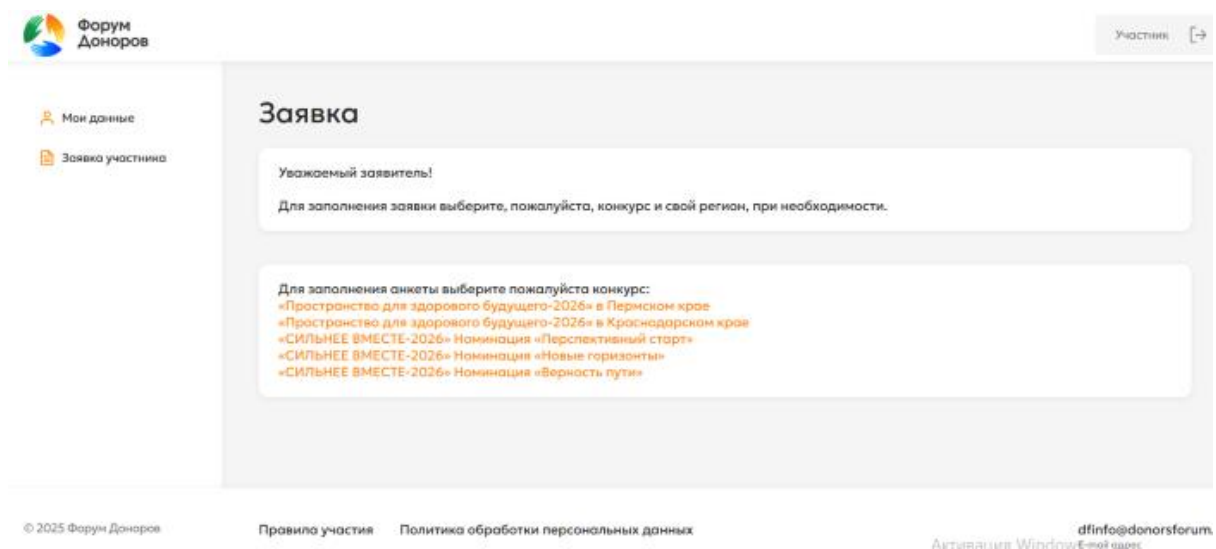 Форум
Доноров
Участник
Мои данные
Заявка участника
Заявка
Уважаемый заявитель!
Для заполнения заявки выберите, пожалуйста, конкурс и свой регион, при необходимости.
Для заполнения анкеты выберите пожалуйста конкурс:
«Пространство для здорового будущего-2026» в Пермском крае
«Пространство для здорового будущего-2026» в Краснодарском крае
«СИЛЬНЕЕ ВМЕСТЕ-2026» Номинация «Перспективный старт»
«СИЛЬНЕЕ ВМЕСТЕ-2026» Номинация «Новые горизонты»
«СИЛЬНЕЕ ВМЕСТЕ-2026» Номинация «Верность пути»
© 2025 Форум Доноров
Правила участия
Политика обработки персональных данных
dfinfo@donorsforum.
E-mail адрес
Активация Window